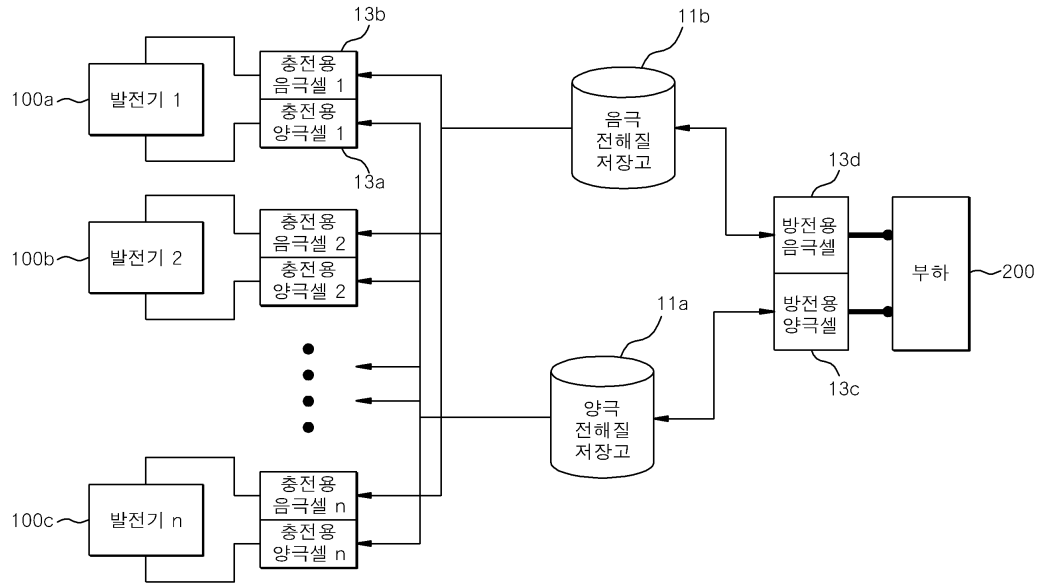 13b
11b
100a
발전기 1
충전용
음극셀 1
충전용
양극셀 1
13a
음극
전해질
저장고
13d
100b
발전기 2
충전용
음극셀 2
충전용
양극셀 2
방전용
음극셀
방전용
양극셀
부하
200
13c
11a
양극
전해질
저장고
100c
발전기 n
충전용
음극셀 n
충전용
양극셀 n